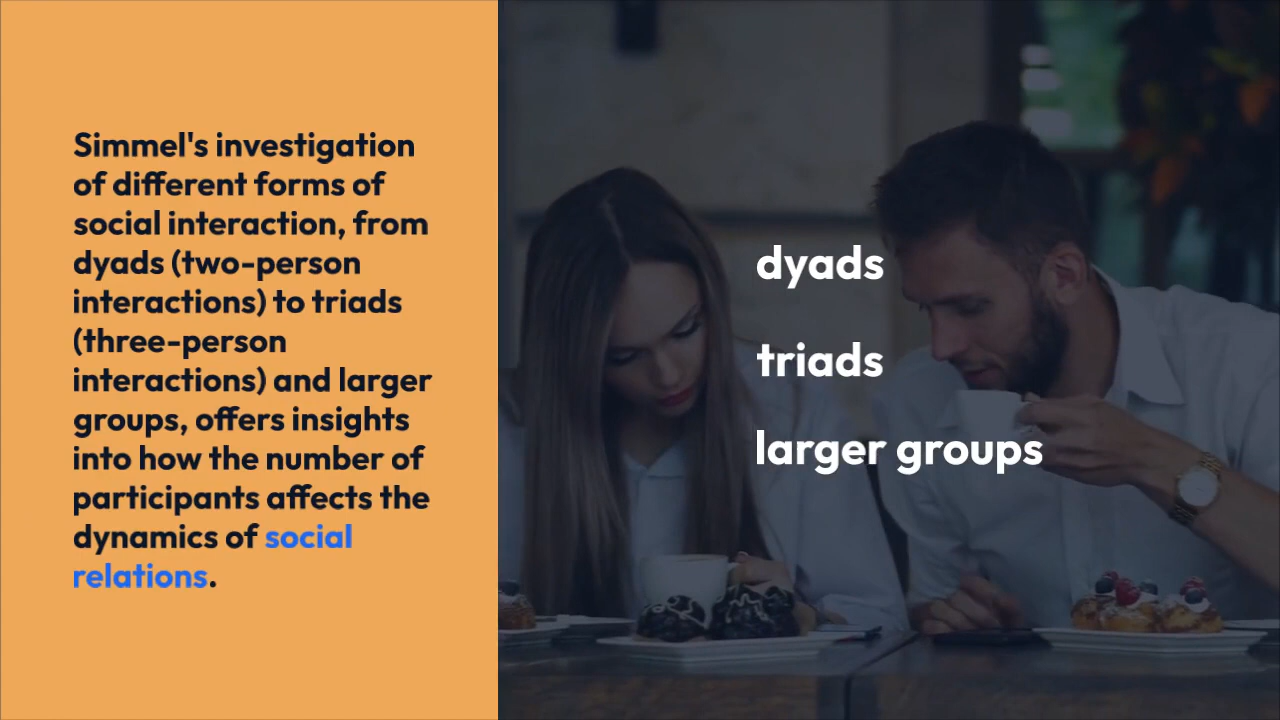 Simmel's investigation
of different forms of
social interaction, from
dyads (two-person
interactions) to triads
(three-person
interactions) and larger
groups, offers insights
into how the number of
participants affects the
dynamics of social
relations.
dyads
triads
larger groups